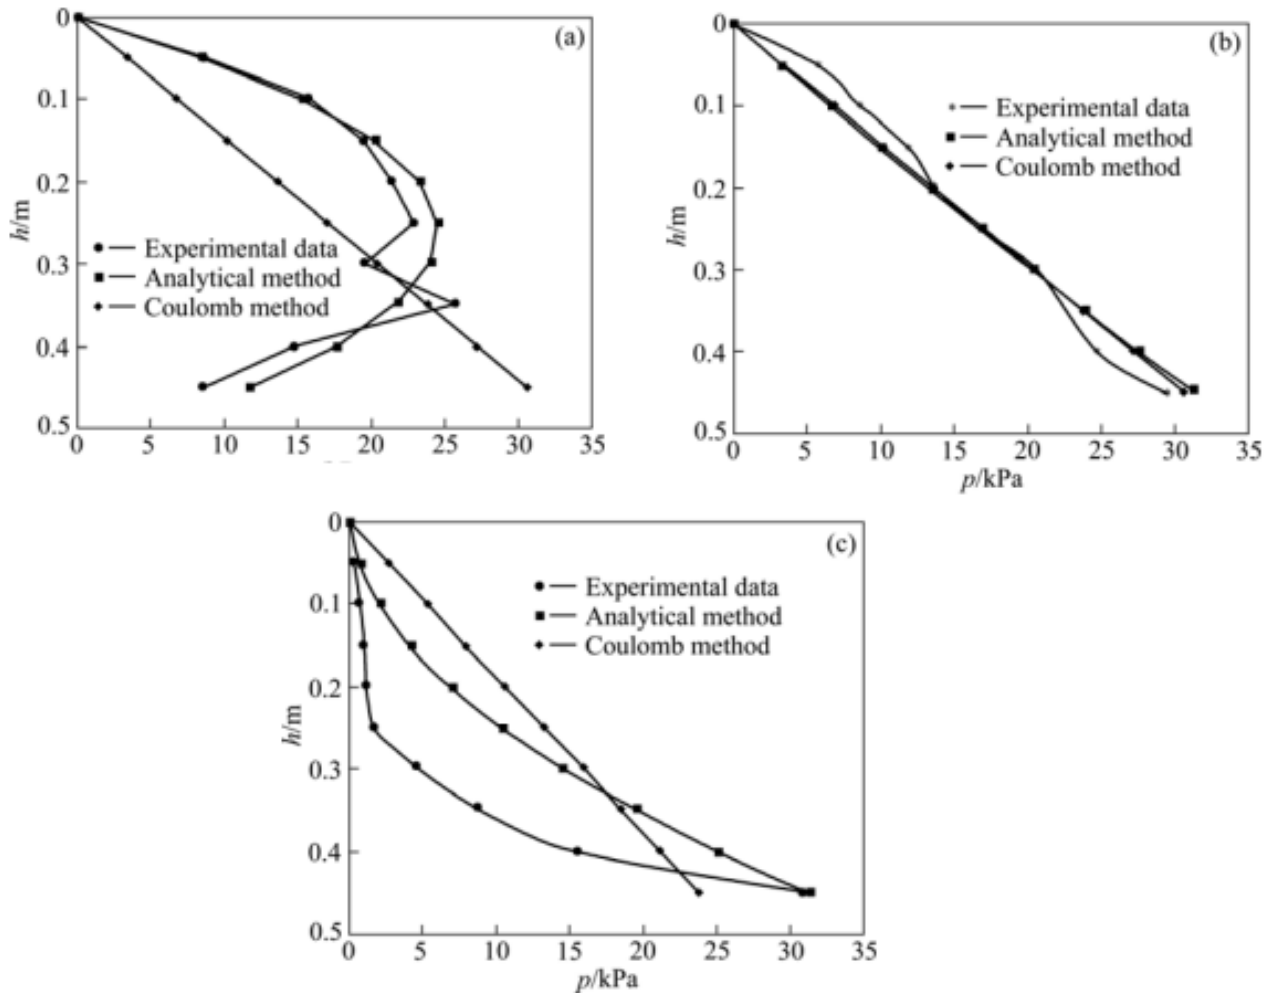 (a)
0
0.1
0.2
0.3
0.4
0.5
h/m
Experimental data
Analytical method
Coulomb method
0 5 10 15 20 25 30 35
(b)
0
0.1
0.2
0.3
0.4
0.5
h/m
Experimental data
Analytical method
Coulomb method
0 5 10 15 20 25 30 35
p/kPa
(c)
0
0.1
0.2
0.3
0.4
0.5
h/m
Experimental data
Analytical method
Coulomb method
0 5 10 15 20 25 30 35
p/kPa